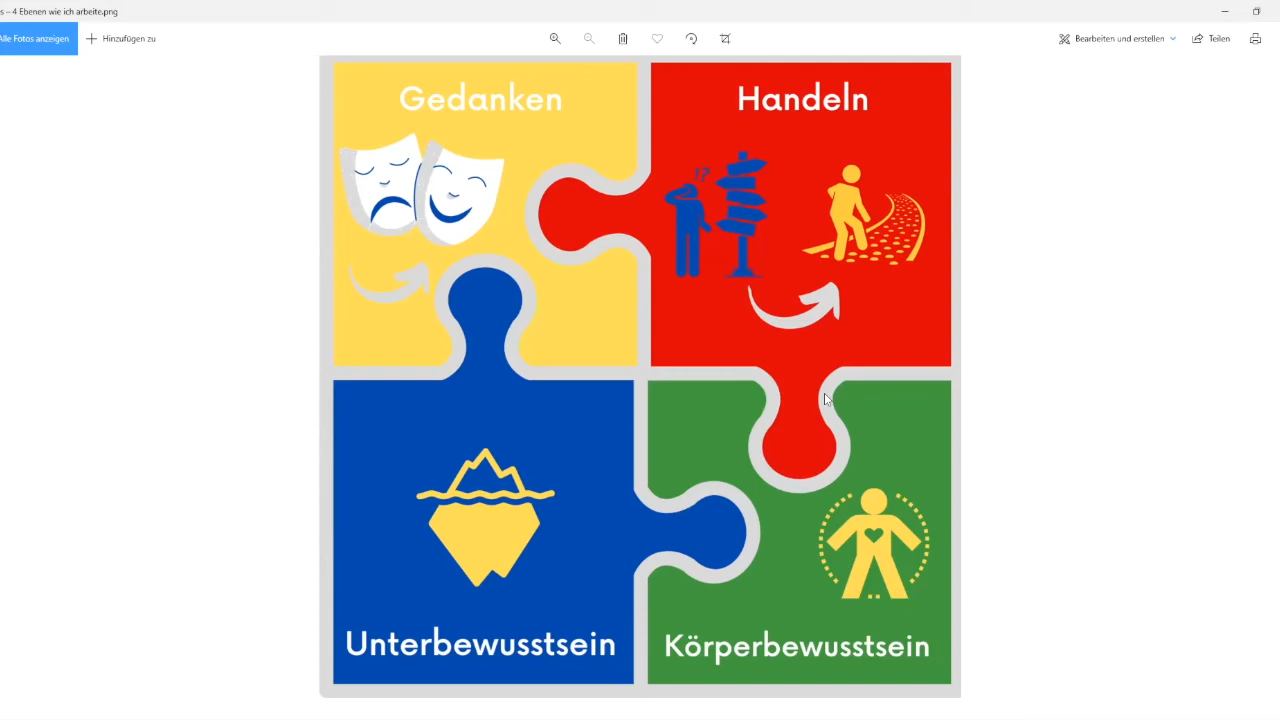 s – 4 Ebenen wie ich arbeite.png
Alle Fotos anzeigen
Hinzufügen zu
Bearbeiten und erstellen
Teilen
Gedanken
Handeln
!?
Unterbewusstsein
Körperbewusstsein